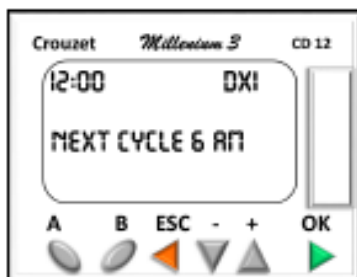 Crouzet Millenium 3 CD 12
12:00 DXI
NEXT CYCLE 6 AM
A B ESC - + OK